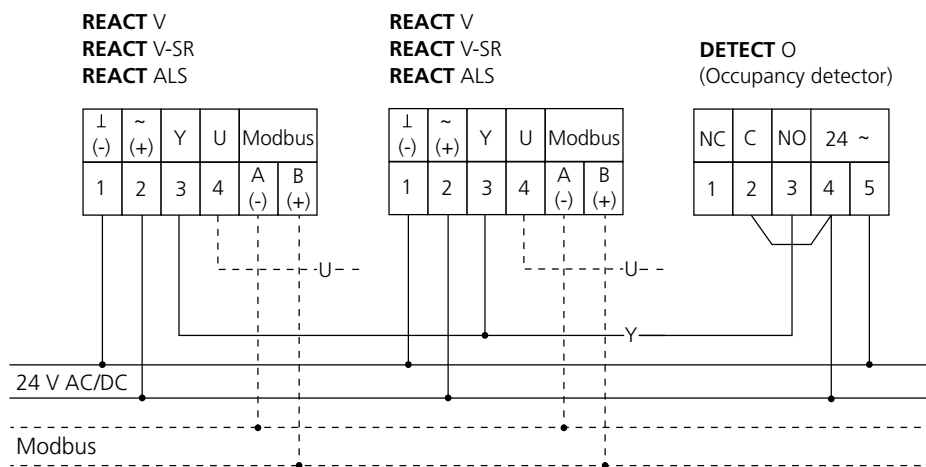 REACT V
REACT V-SR
REACT ALS
⊥ (-) ~ (+) Y U Modbus
1 2 3 4 A (-) B (+)
REACT V
REACT V-SR
REACT ALS
⊥ (-) ~ (+) Y U Modbus
1 2 3 4 A (-) B (+)
DETECT O
(Occupancy detector)
NC C NO 24 ~
1 2 3 4 5
U
U
Y
24 V AC/DC
Modbus